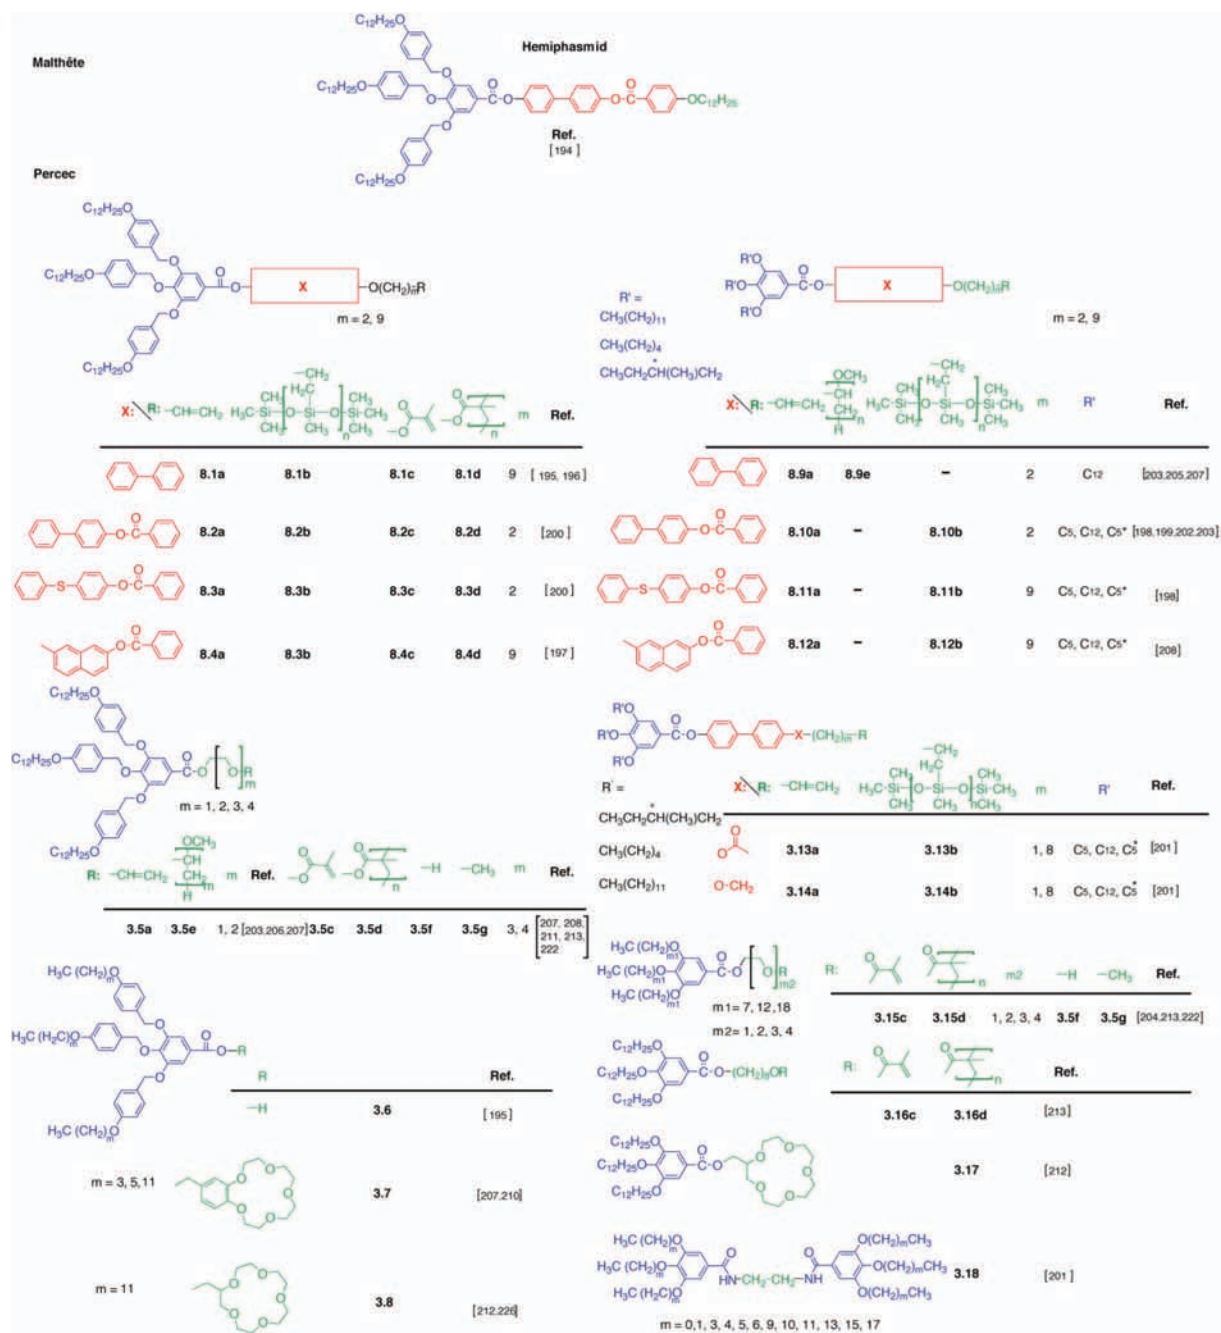 Malthête
Hemiphasmid
C12H25O
C12H25O
C12H25O
OC12H25
Ref.
[194]
Percec
C12H25O
C12H25O
C12H25O
X
O(CH2)mR
m = 2, 9
R'O
R'O
R'O
X
O(CH2)mR
R' =
CH3(CH2)11
CH3(CH2)4
CH3CH2CH(CH3)CH2
*
m = 2, 9
X: R: –CH=CH2 m Ref.
8.1a 8.1b 8.1c 8.1d 9 [195, 196]
8.2a 8.2b 8.2c 8.2d 2 [200]
8.3a 8.3b 8.3c 8.3d 2 [200]
8.4a 8.3b 8.4c 8.4d 9 [197]
X: R: –CH=CH2 m R' Ref.
8.9a 8.9e – 2 C12 [203,205,207]
8.10a – 8.10b 2 C5, C12, C5* [198,199,202,203]
8.11a – 8.11b 9 C5, C12, C5* [198]
8.12a – 8.12b 9 C5, C12, C5* [208]
C12H25O
C12H25O
C12H25O
m = 1, 2, 3, 4
R: –CH=CH2 m Ref. –H –CH3 m Ref.
3.5a 3.5e 1, 2 [203.206,207] 3.5c 3.5d 3.5f 3.5g 3, 4 [207, 208, 211, 213, 222]
R'O
R'O
R'O
X–(CH2)m–R
R' =
CH3CH2CH(CH3)CH2
*
CH3(CH2)4
CH3(CH2)11
X: R: –CH=CH2 m R' Ref.
3.13a 3.13b 1, 8 C5, C12, C5* [201]
O–CH2 3.14a 3.14b 1, 8 C5, C12, C5* [201]
H3C(CH2)m1O
H3C(CH2)m1O
H3C(CH2)m1O
m1= 7, 12,18
m2= 1, 2, 3, 4
R: m2 –H –CH3 Ref.
3.15c 3.15d 1, 2, 3, 4 3.5f 3.5g [204,213,222]
H3C(CH2)mO
H3C(H2C)mO
H3C(CH2)mO
R Ref.
–H 3.6 [195]
m = 3, 5,11 3.7 [207,210]
m = 11 3.8 [212,226]
C12H25O
C12H25O
C12H25O
(CH2)8OR
R: Ref.
3.16c 3.16d [213]
C12H25O
C12H25O
C12H25O
3.17 [212]
H3C(CH2)mO
H3C(CH2)mO
H3C(H2C)mO
HN–CH2–CH2–NH
O(CH2)mCH3
O(CH2)mCH3
O(CH2)mCH3
3.18 [201]
m = 0,1, 3, 4, 5, 6, 9, 10, 11, 13, 15, 17